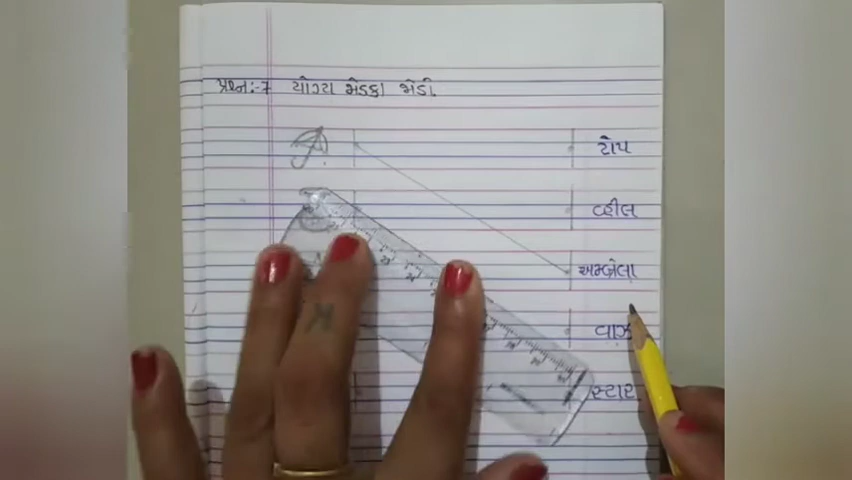 પ્રશ્ન:-7 યોગ્ય જોડકા જોડો.
ટોપ
વ્હીલ
અમ્બ્રેલા
વાઝ
સ્ટાર